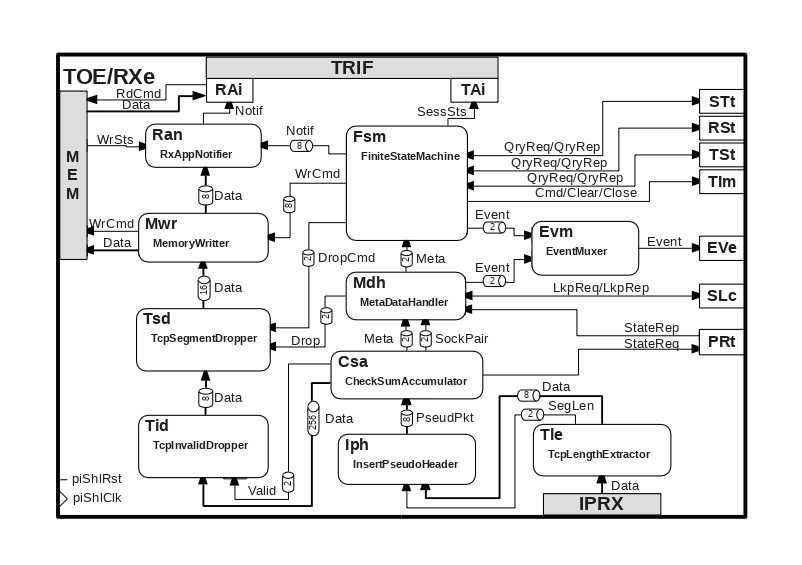 TRIF
TOE/RXe
RAi
TAi
RdCmd
Data
Notif
SessSts
STt
RSt
TSt
TIm
MEM
WrSts
Ran
RxAppNotifier
Notif
8
Fsm
FiniteStateMachine
QryReq/QryRep
QryReq/QryRep
QryReq/QryRep
Cmd/Clear/Close
WrCmd
8
8
Data
WrCmd
Data
Mwr
MemoryWritter
Event
2
Evm
EventMuxer
Event
EVe
2
DropCmd
2
Meta
Event
2
16
Data
Mdh
MetaDataHandler
LkpReq/LkpRep
SLc
Tsd
TcpSegmentDropper
2
Drop
Meta
2
2
SockPair
StateRep
StateReq
PRt
Csa
CheckSumAccumulator
8
Data
256
Data
8
PseudPkt
8
Data
2
SegLen
Tid
TcpInvalidDropper
Iph
InsertPseudoHeader
Tle
TcpLengthExtractor
piShlRst
piShlClk
Valid
2
Data
IPRX